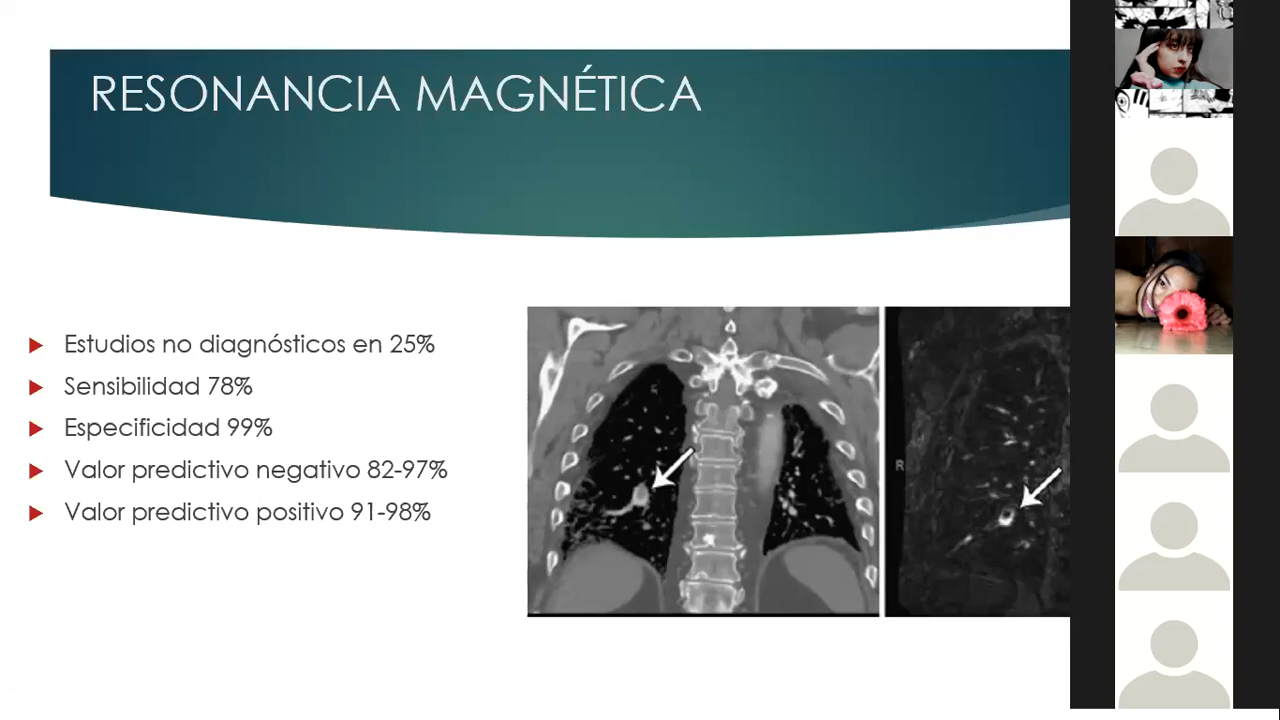 RESONANCIA MAGNÉTICA
Estudios no diagnósticos en 25%
Sensibilidad 78%
Especificidad 99%
Valor predictivo negativo 82-97%
Valor predictivo positivo 91-98%
R